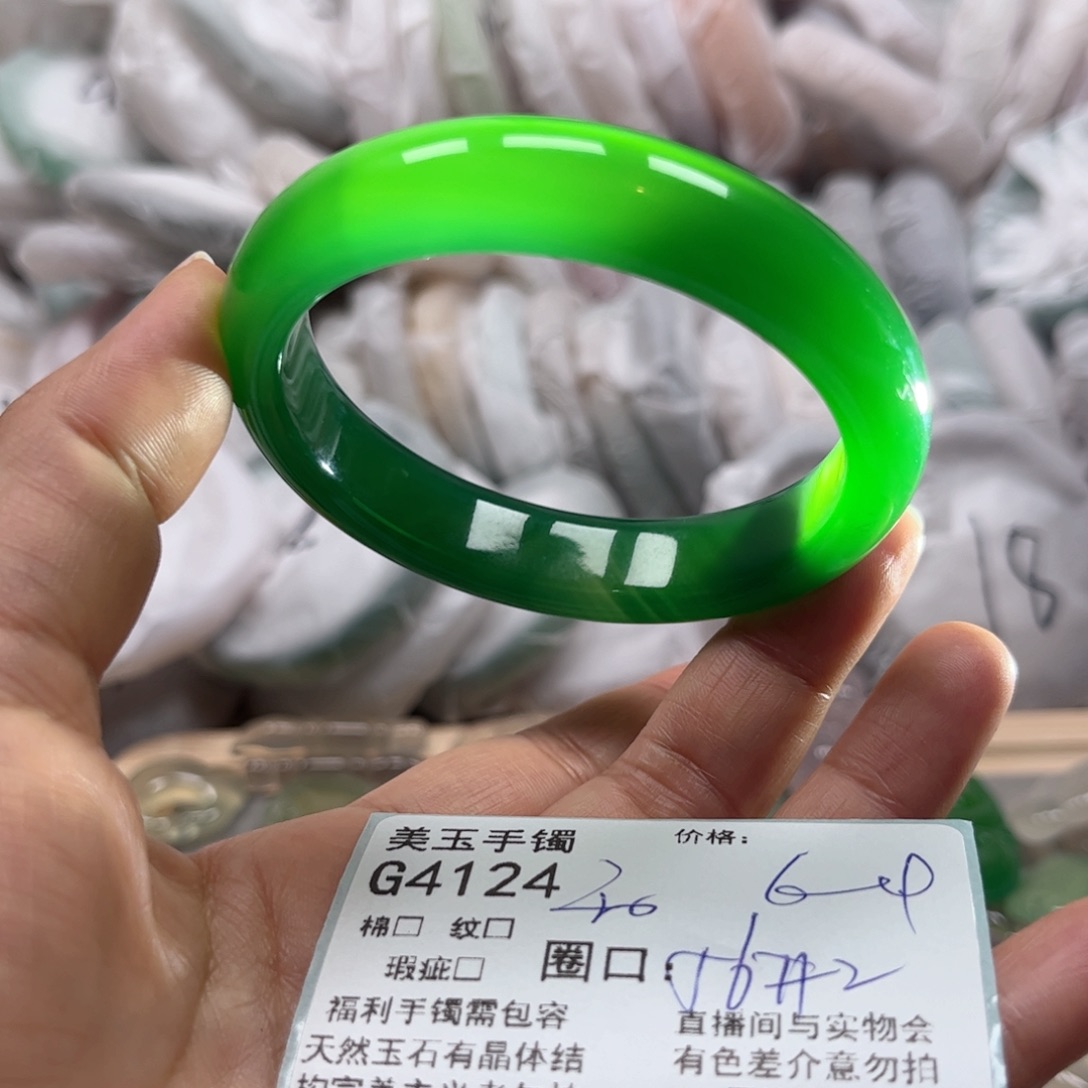 18
美玉手镯 价格:
G4124
棉□ 纹□
瑕疵□ 圈口:
福利手镯需包容 直播间与实物会
天然玉石有晶体结 有色差介意勿拍